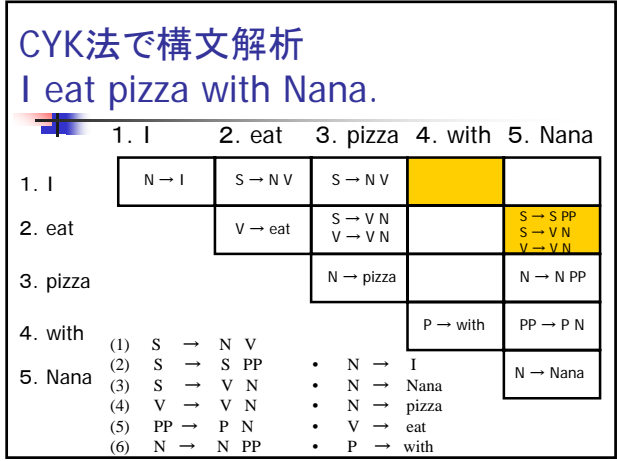 CYK法で構文解析
I eat pizza with Nana.
1. I 2. eat 3. pizza 4. with 5. Nana
1. I N → I S → N V S → N V
2. eat V → eat S → V N S → S PP
V → V N S → V N
V → V N
3. pizza N → pizza N → N PP
4. with P → with PP → P N
5. Nana N → Nana
(1) S → N V
(2) S → S PP • N → I
(3) S → V N • N → Nana
(4) V → V N • N → pizza
(5) PP → P N • V → eat
(6) N → N PP • P → with